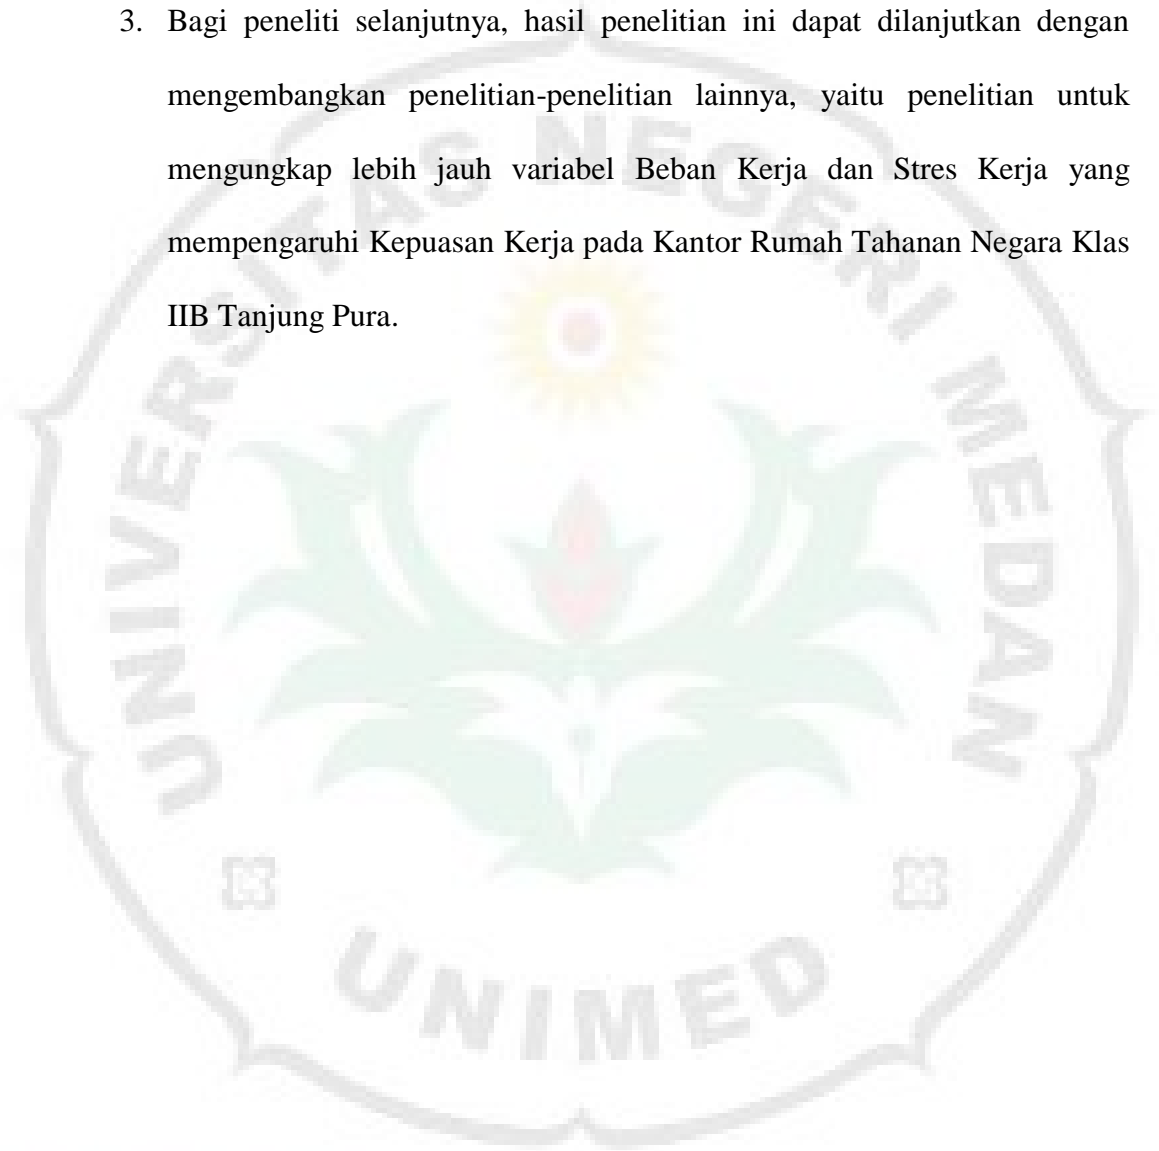 3. Bagi peneliti selanjutnya, hasil penelitian ini dapat dilanjutkan dengan
mengembangkan penelitian-penelitian lainnya, yaitu penelitian untuk
mengungkap lebih jauh variabel Beban Kerja dan Stres Kerja yang
mempengaruhi Kepuasan Kerja pada Kantor Rumah Tahanan Negara Klas
IIB Tanjung Pura.
UNIVERSITAS NEGERI MEDAN
UNIMED